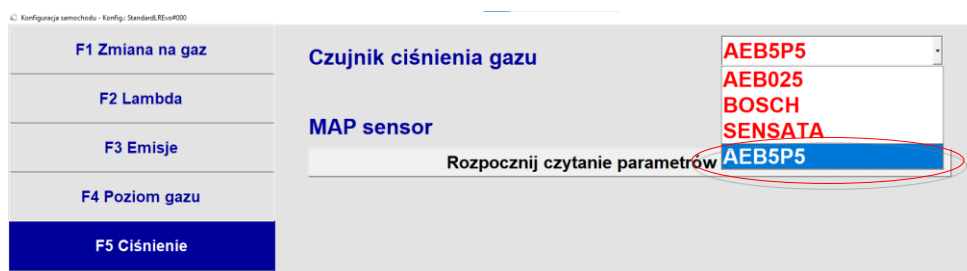 Konfiguracja samochodu - Konfig.: StandardLREvo#000
F1 Zmiana na gaz
F2 Lambda
F3 Emisje
F4 Poziom gazu
F5 Ciśnienie
Czujnik ciśnienia gazu
AEB5P5
AEB025
BOSCH
SENSATA
AEB5P5
MAP sensor
Rozpocznij czytanie parametrów